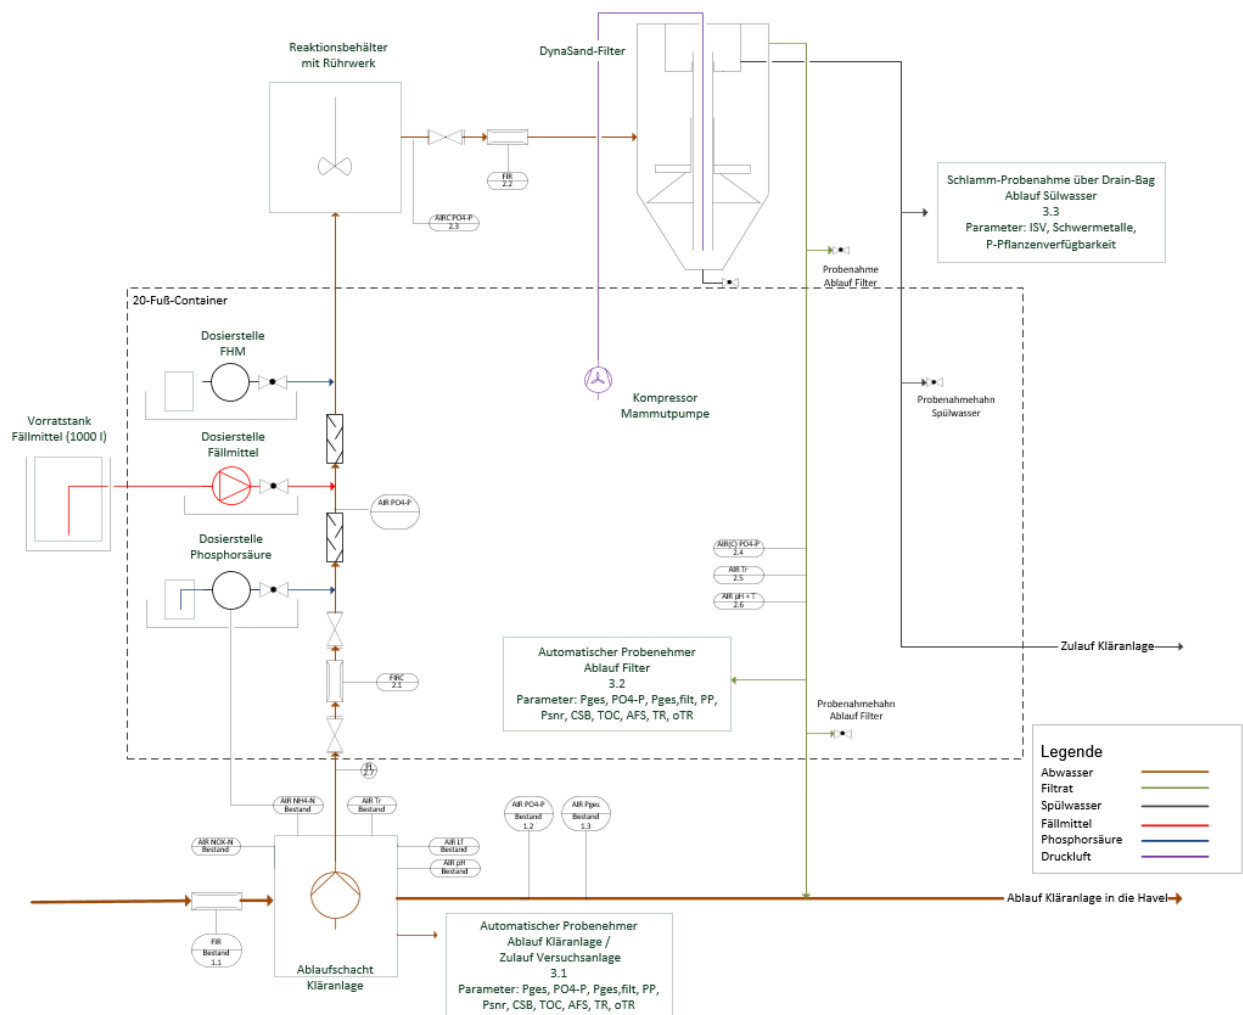 Reaktionsbehälter
mit Rührwerk
DynaSand-Filter
FIR
2.2
AIRC PO4-P
2.3
Schlamm-Probenahme über Drain-Bag
Ablauf Sülwasser
3.3
Parameter: ISV, Schwermetalle,
P-Pflanzenverfügbarkeit
Probenahme
Ablauf Filter
20-Fuß-Container
Dosierstelle
FHM
Kompressor
Mammutpumpe
Probenahmehahn
Spülwasser
Vorratstank
Fällmittel (1000 l)
Dosierstelle
Fällmittel
AIR PO4-P
Dosierstelle
Phosphorsäure
AIR(C) PO4-P
2.4
AIR Tr
2.5
AIR pH + T
2.6
FIRC
2.1
Automatischer Probenehmer
Ablauf Filter
3.2
Parameter: Pges, PO4-P, Pges,filt, PP,
Psnr, CSB, TOC, AFS, TR, oTR
Zulauf Kläranlage
Probenahmehahn
Ablauf Filter
PI
2.7
Legende
Abwasser
Filtrat
Spülwasser
Fällmittel
Phosphorsäure
Druckluft
AIR NH4-N
Bestand
AIR Tr
Bestand
AIR PO4-P
Bestand
1.2
AIR Pges
Bestand
1.3
AIR NOX-N
Bestand
AIR Lf
Bestand
AIR pH
Bestand
Ablauf Kläranlage in die Havel
FIR
Bestand
1.1
Ablaufschacht
Kläranlage
Automatischer Probenehmer
Ablauf Kläranlage /
Zulauf Versuchsanlage
3.1
Parameter: Pges, PO4-P, Pges,filt, PP,
Psnr, CSB, TOC, AFS, TR, oTR